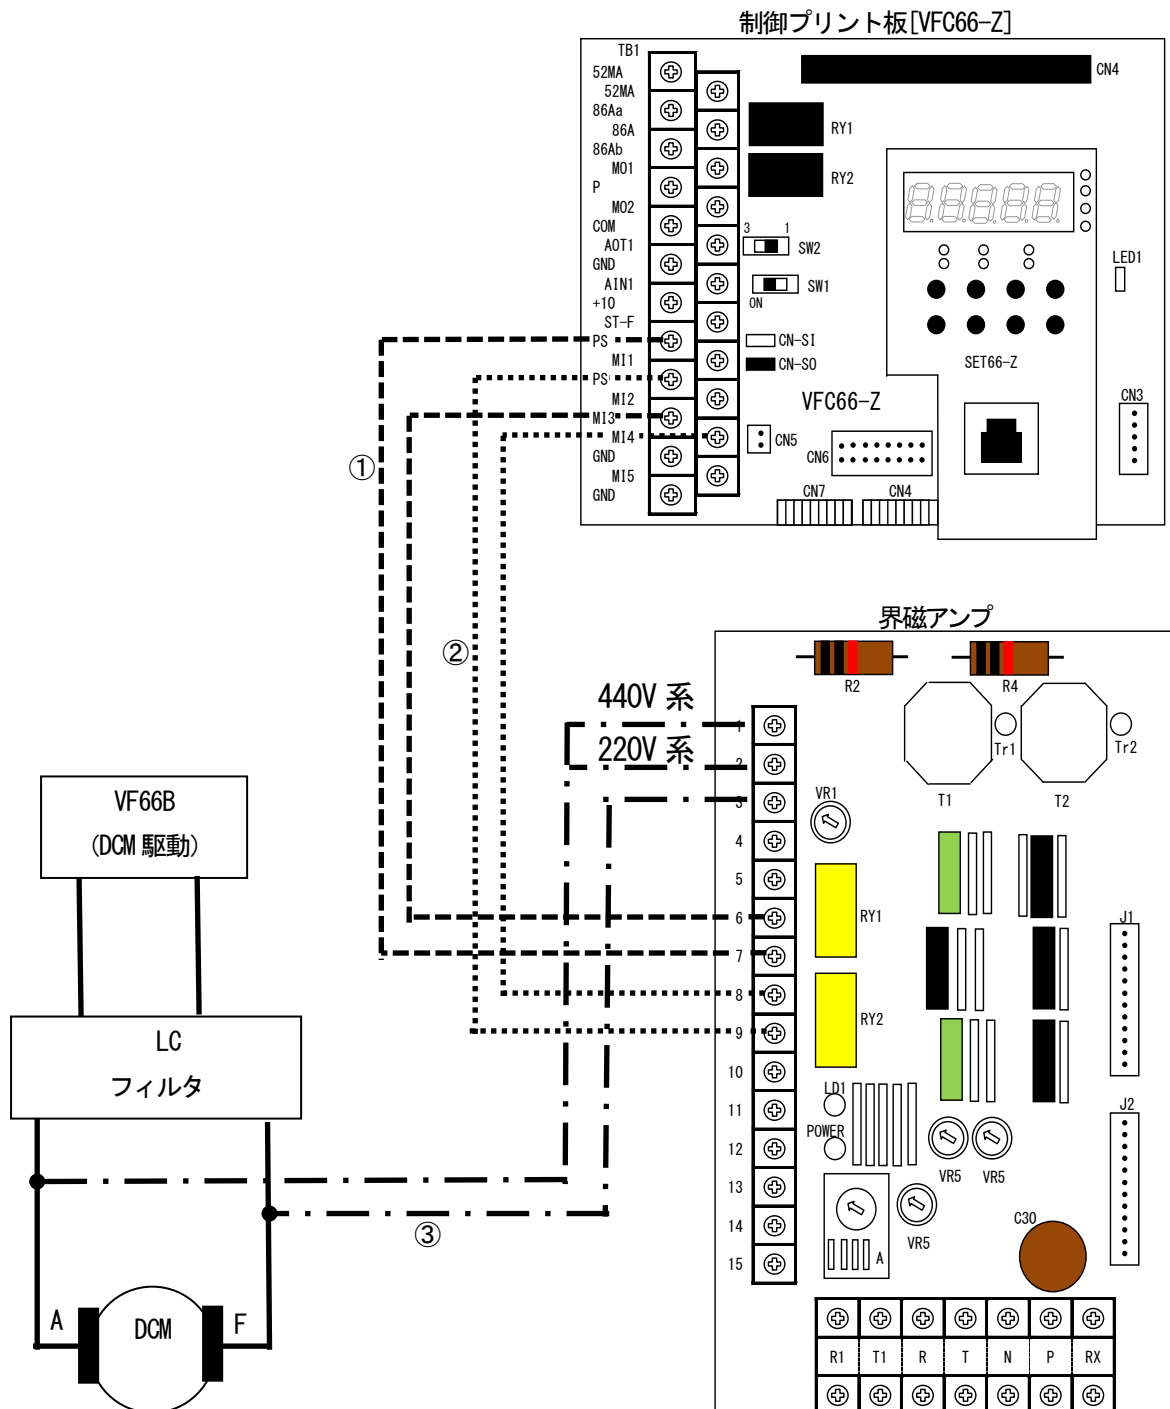 制御プリント板[VFC66-Z]
TB1
52MA
52MA
86Aa
86A
86Ab
MO1
P
MO2
COM
AOT1
GND
AIN1
+10
ST-F
PS
MI1
PS
MI2
MI3
MI4
GND
MI5
GND
CN4
RY1
RY2
3 1
SW2
SW1
ON
CN-SI
CN-SO
VFC66-Z
CN5
CN6
CN7
CN4
SET66-Z
LED1
CN3
①
②
③
界磁アンプ
R2
R4
440V 系
220V 系
1
2
3
4
5
6
7
8
9
10
11
12
13
14
15
Tr1
Tr2
T1
T2
VR1
RY1
RY2
J1
J2
LD1
POWER
VR5
VR5
VR5
A
C30
R1 T1 R T N P RX
VF66B
(DCM 駆動)
LC
フィルタ
A
DCM
F